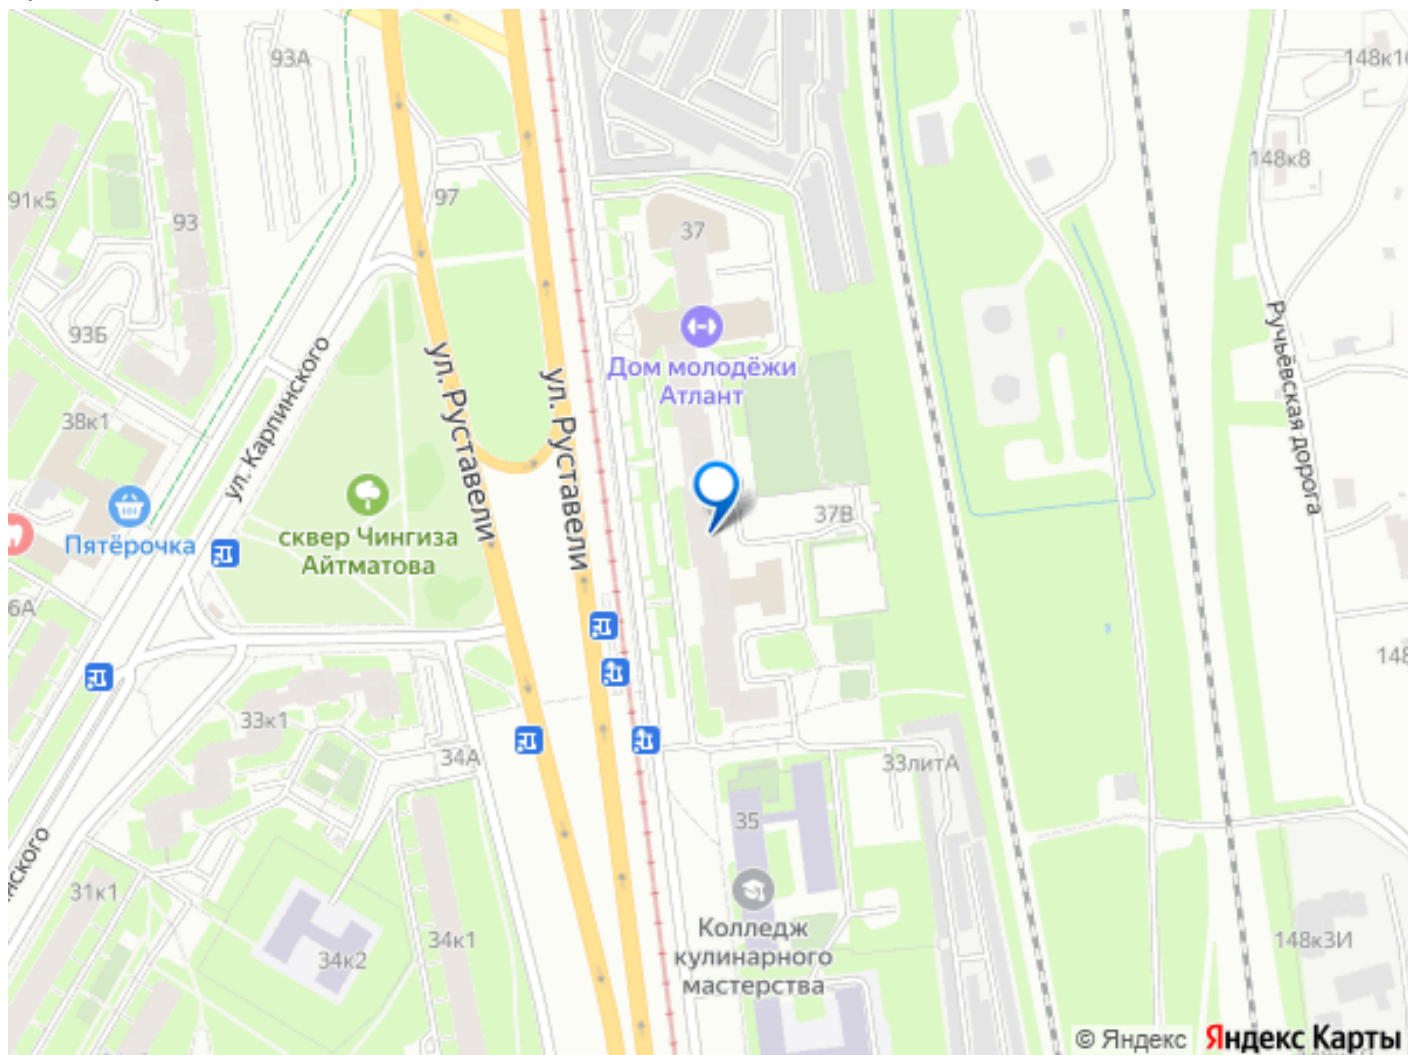 93А
148к10
148к8
91к5
97
93
37
93Б
ул. Карпинского
ул. Руставели
ул. Руставели
Дом молодёжи
Атлант
Ручьёвская дорога
38к1
Пятёрочка
сквер Чингиза
Айтматова
37В
6А
148
33к1
34А
33литА
нского
35
31к1
34к1
34к2
Колледж
кулинарного
мастерства
148к3И
© Яндекс
Яндекс Карты